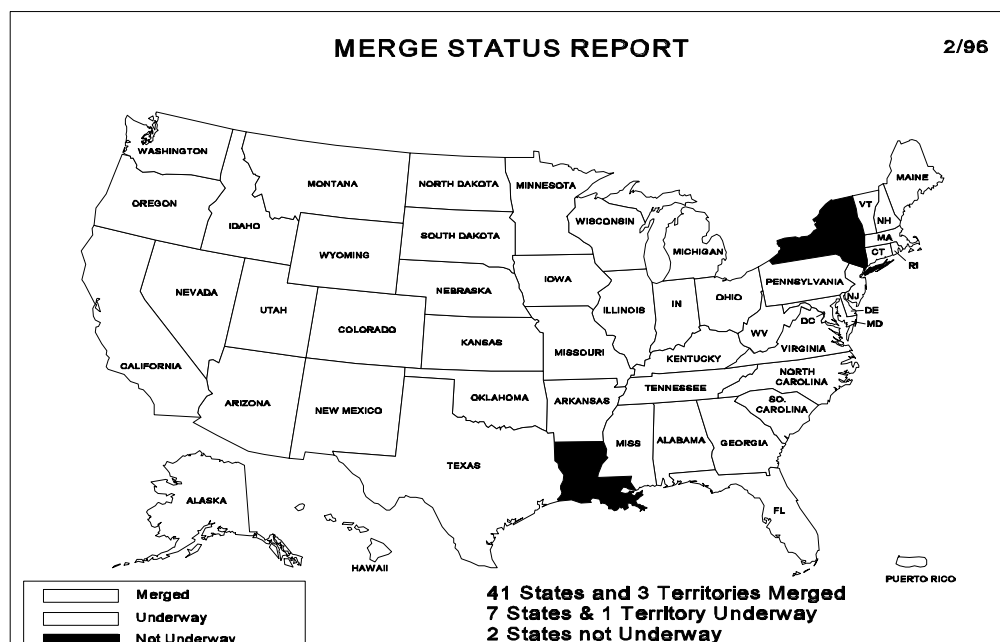 MERGE STATUS REPORT
2/96
WASHINGTON
MONTANA
NORTH DAKOTA
MINNESOTA
MAINE
OREGON
IDAHO
WISCONSIN
VT
NH
SOUTH DAKOTA
MICHIGAN
MA
CT
RI
WYOMING
IOWA
PENNSYLVANIA
NEVADA
NEBRASKA
UTAH
ILLINOIS
IN
OHIO
NJ
DE
COLORADO
WV
DC
MD
KANSAS
MISSOURI
VIRGINIA
KENTUCKY
CALIFORNIA
NORTH
CAROLINA
TENNESSEE
ARIZONA
NEW MEXICO
OKLAHOMA
ARKANSAS
SO.
CAROLINA
MISS
ALABAMA
GEORGIA
TEXAS
ALASKA
FL
HAWAII
PUERTO RICO
Merged
Underway
Not Underway
41 States and 3 Territories Merged
7 States & 1 Territory Underway
2 States not Underway